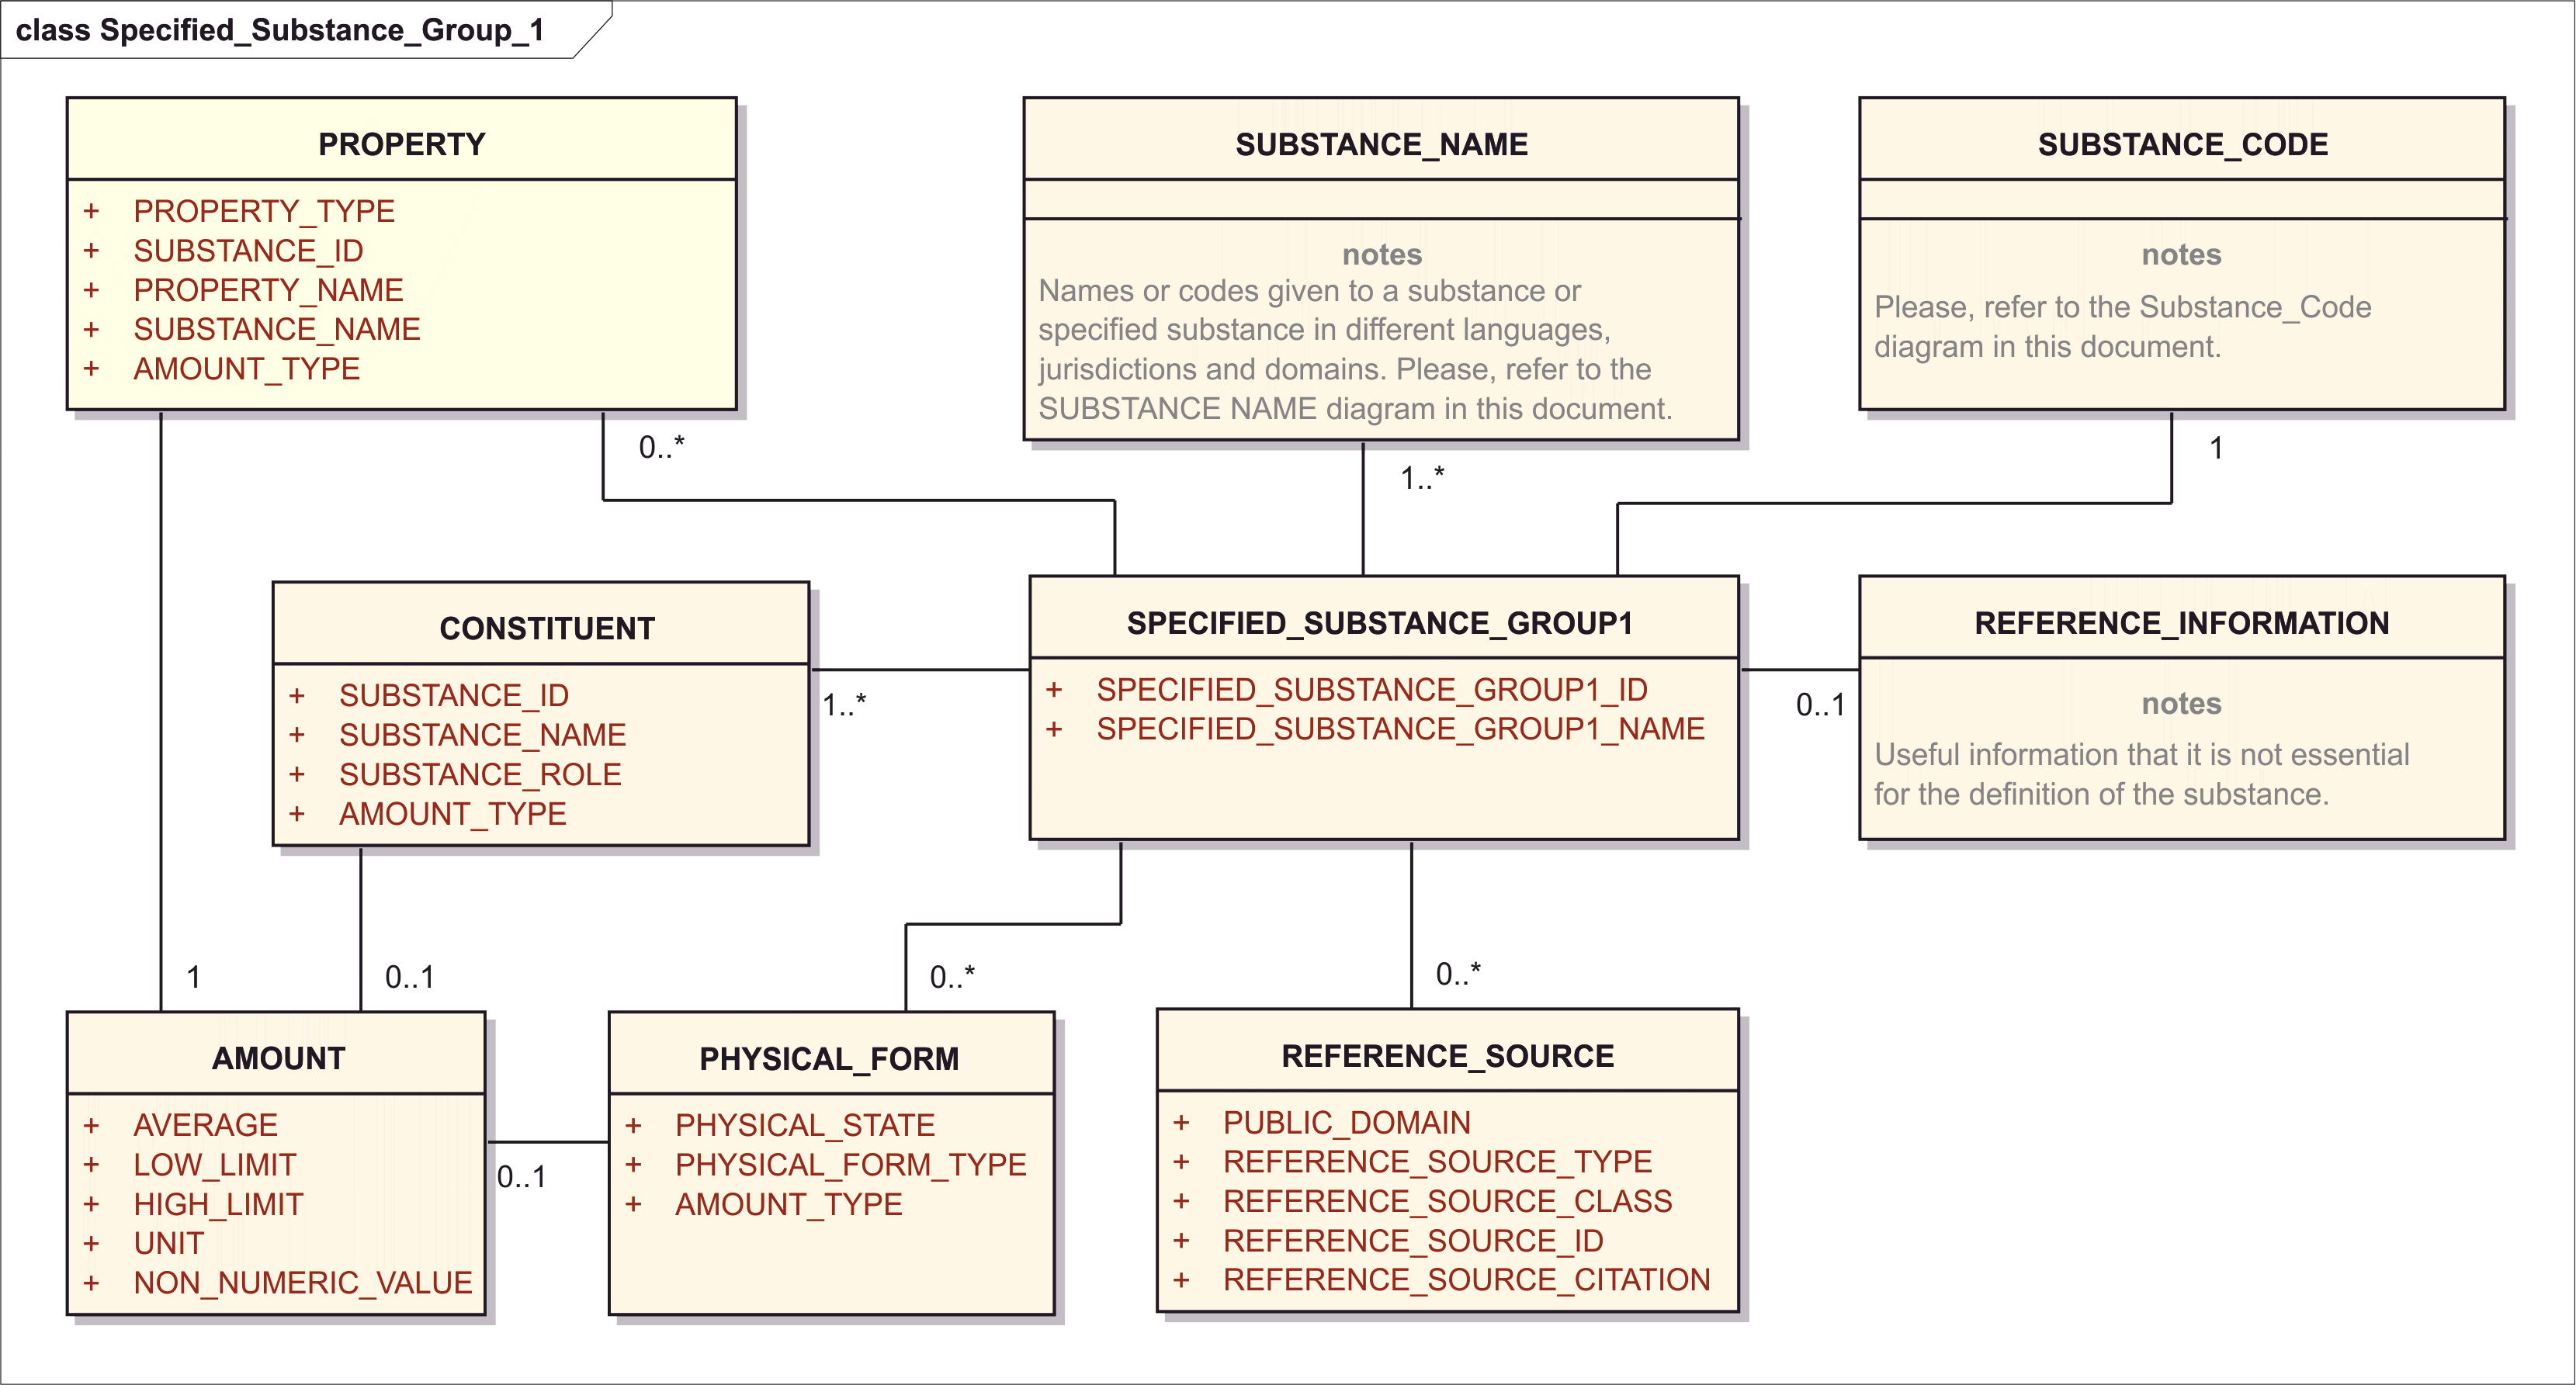 class Specified_Substance_Group_1
PROPERTY
+ PROPERTY_TYPE
+ SUBSTANCE_ID
+ PROPERTY_NAME
+ SUBSTANCE_NAME
+ AMOUNT_TYPE
SUBSTANCE_NAME
notes
Names or codes given to a substance or
specified substance in different languages,
jurisdictions and domains. Please, refer to the
SUBSTANCE NAME diagram in this document.
SUBSTANCE_CODE
notes
Please, refer to the Substance_Code
diagram in this document.
0..*
1..*
1
CONSTITUENT
+ SUBSTANCE_ID
+ SUBSTANCE_NAME
+ SUBSTANCE_ROLE
+ AMOUNT_TYPE
1..*
SPECIFIED_SUBSTANCE_GROUP1
+ SPECIFIED_SUBSTANCE_GROUP1_ID
+ SPECIFIED_SUBSTANCE_GROUP1_NAME
0..1
REFERENCE_INFORMATION
notes
Useful information that it is not essential
for the definition of the substance.
1
0..1
0..*
0..*
AMOUNT
+ AVERAGE
+ LOW_LIMIT
+ HIGH_LIMIT
+ UNIT
+ NON_NUMERIC_VALUE
0..1
PHYSICAL_FORM
+ PHYSICAL_STATE
+ PHYSICAL_FORM_TYPE
+ AMOUNT_TYPE
REFERENCE_SOURCE
+ PUBLIC_DOMAIN
+ REFERENCE_SOURCE_TYPE
+ REFERENCE_SOURCE_CLASS
+ REFERENCE_SOURCE_ID
+ REFERENCE_SOURCE_CITATION